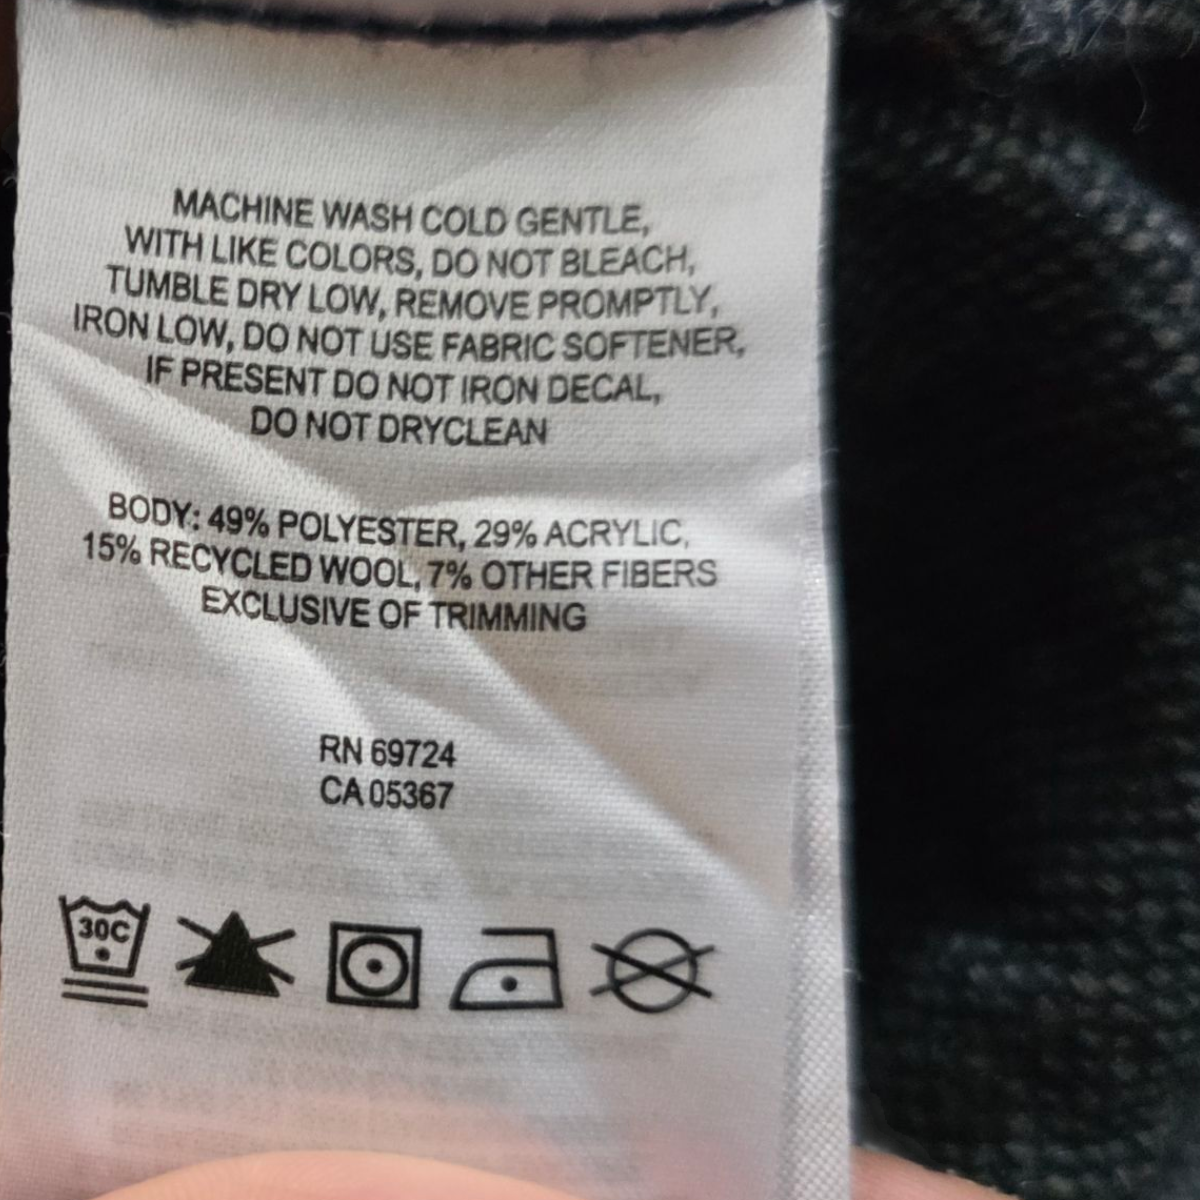 MACHINE WASH COLD GENTLE,
WITH LIKE COLORS, DO NOT BLEACH,
TUMBLE DRY LOW, REMOVE PROMPTLY,
IRON LOW, DO NOT USE FABRIC SOFTENER,
IF PRESENT DO NOT IRON DECAL,
DO NOT DRYCLEAN
BODY: 49% POLYESTER, 29% ACRYLIC,
15% RECYCLED WOOL, 7% OTHER FIBERS
EXCLUSIVE OF TRIMMING
RN 69724
CA 05367
30C